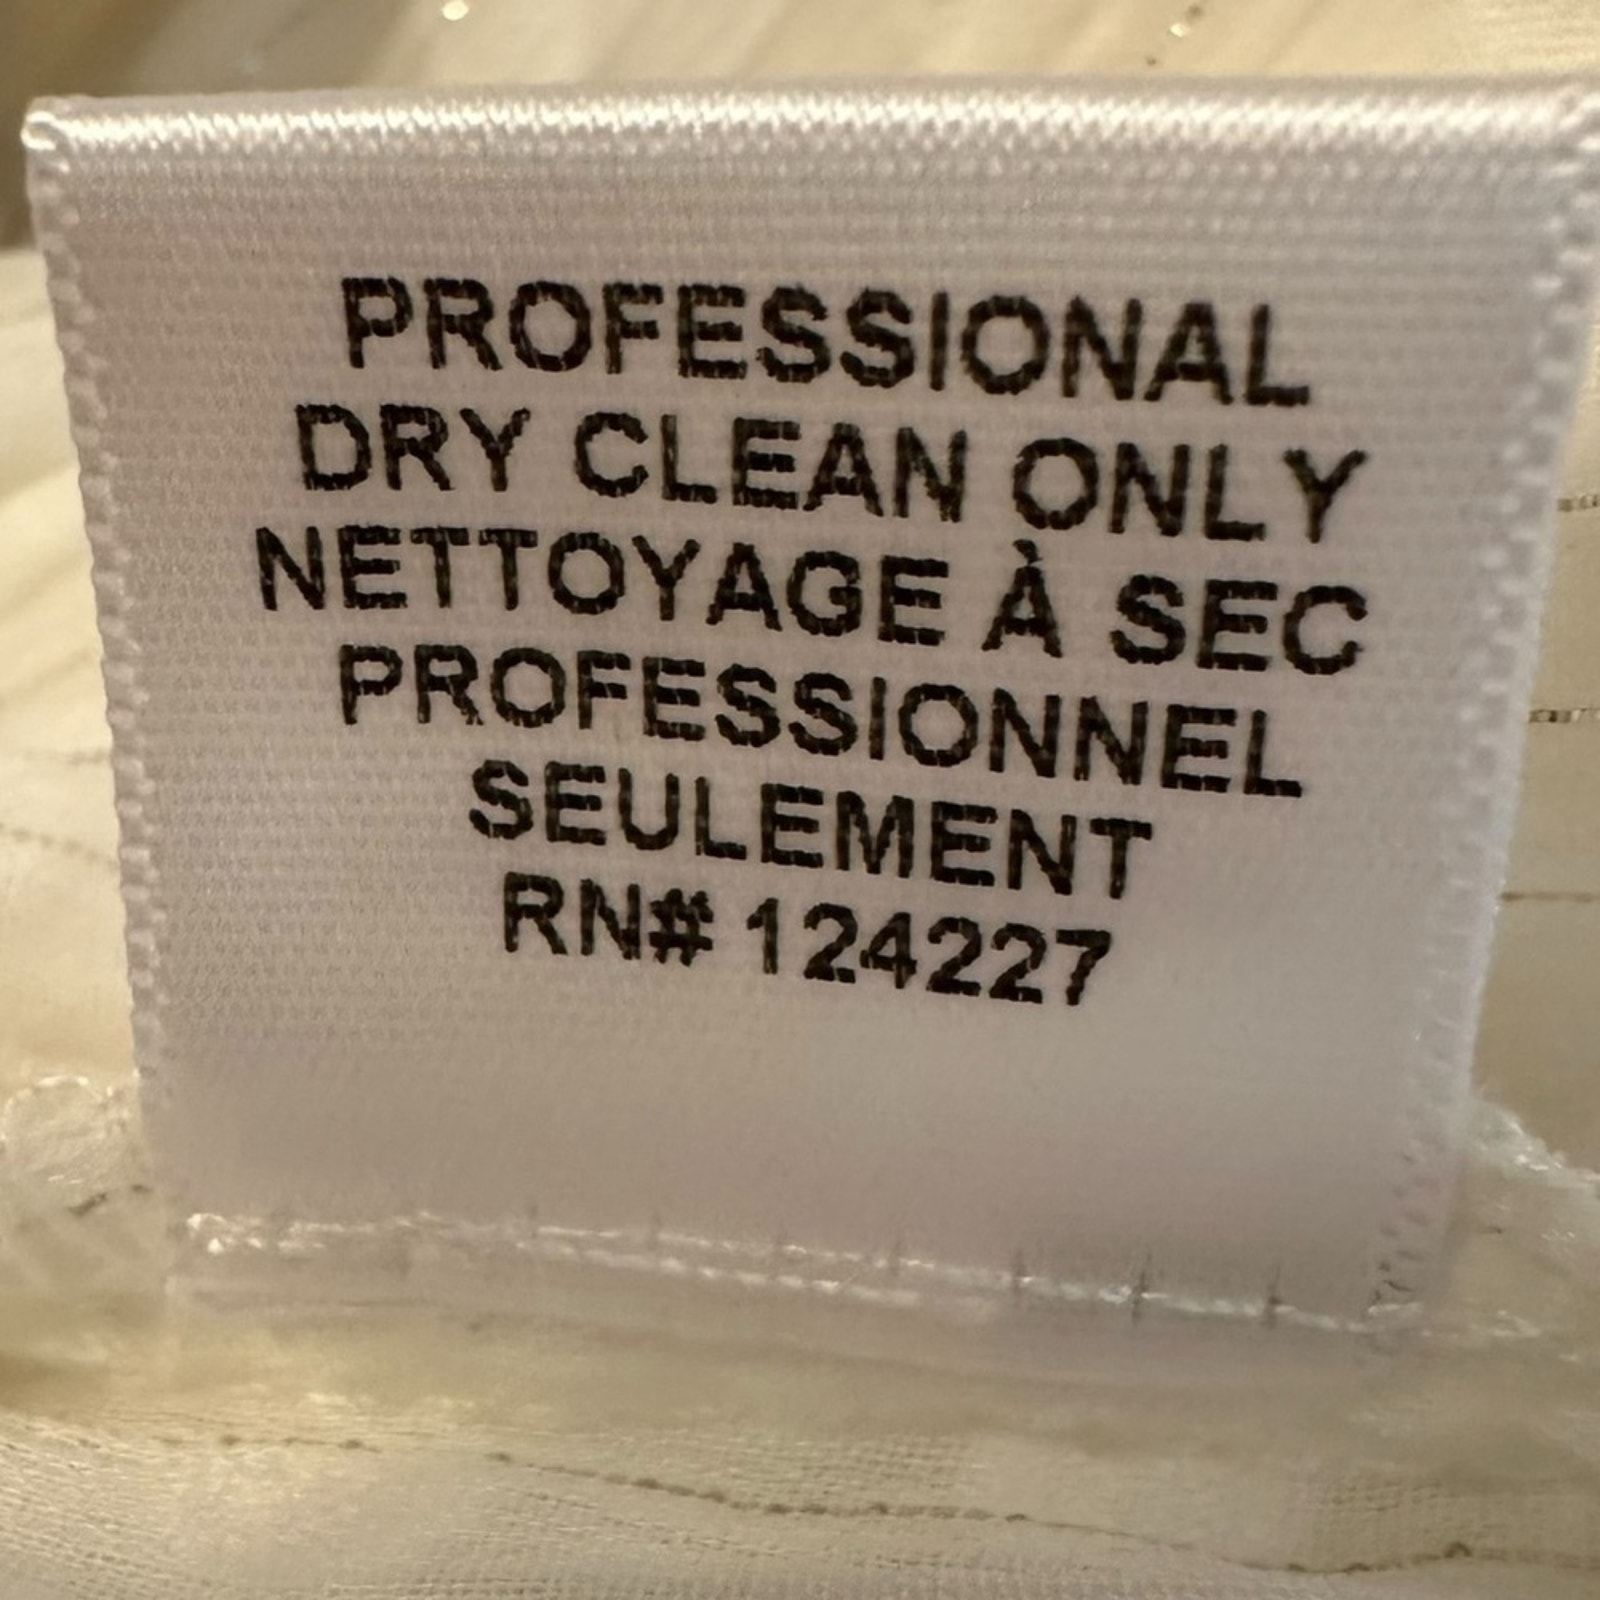 PROFESSIONAL
DRY CLEAN ONLY
NETTOYAGE À SEC
PROFESSIONNEL
SEULEMENT
RN# 124227